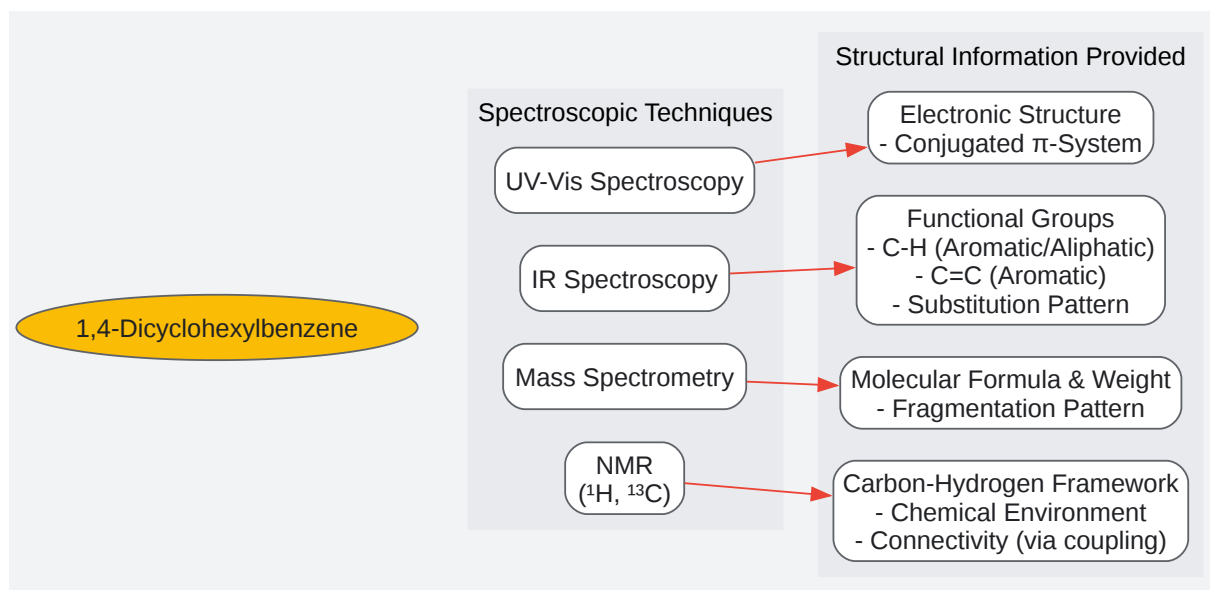 1,4-Dicyclohexylbenzene
Spectroscopic Techniques
UV-Vis Spectroscopy
IR Spectroscopy
Mass Spectrometry
NMR
(¹H, ¹³C)
Structural Information Provided
Electronic Structure
- Conjugated π-System
Functional Groups
- C-H (Aromatic/Aliphatic)
- C=C (Aromatic)
- Substitution Pattern
Molecular Formula & Weight
- Fragmentation Pattern
Carbon-Hydrogen Framework
- Chemical Environment
- Connectivity (via coupling)